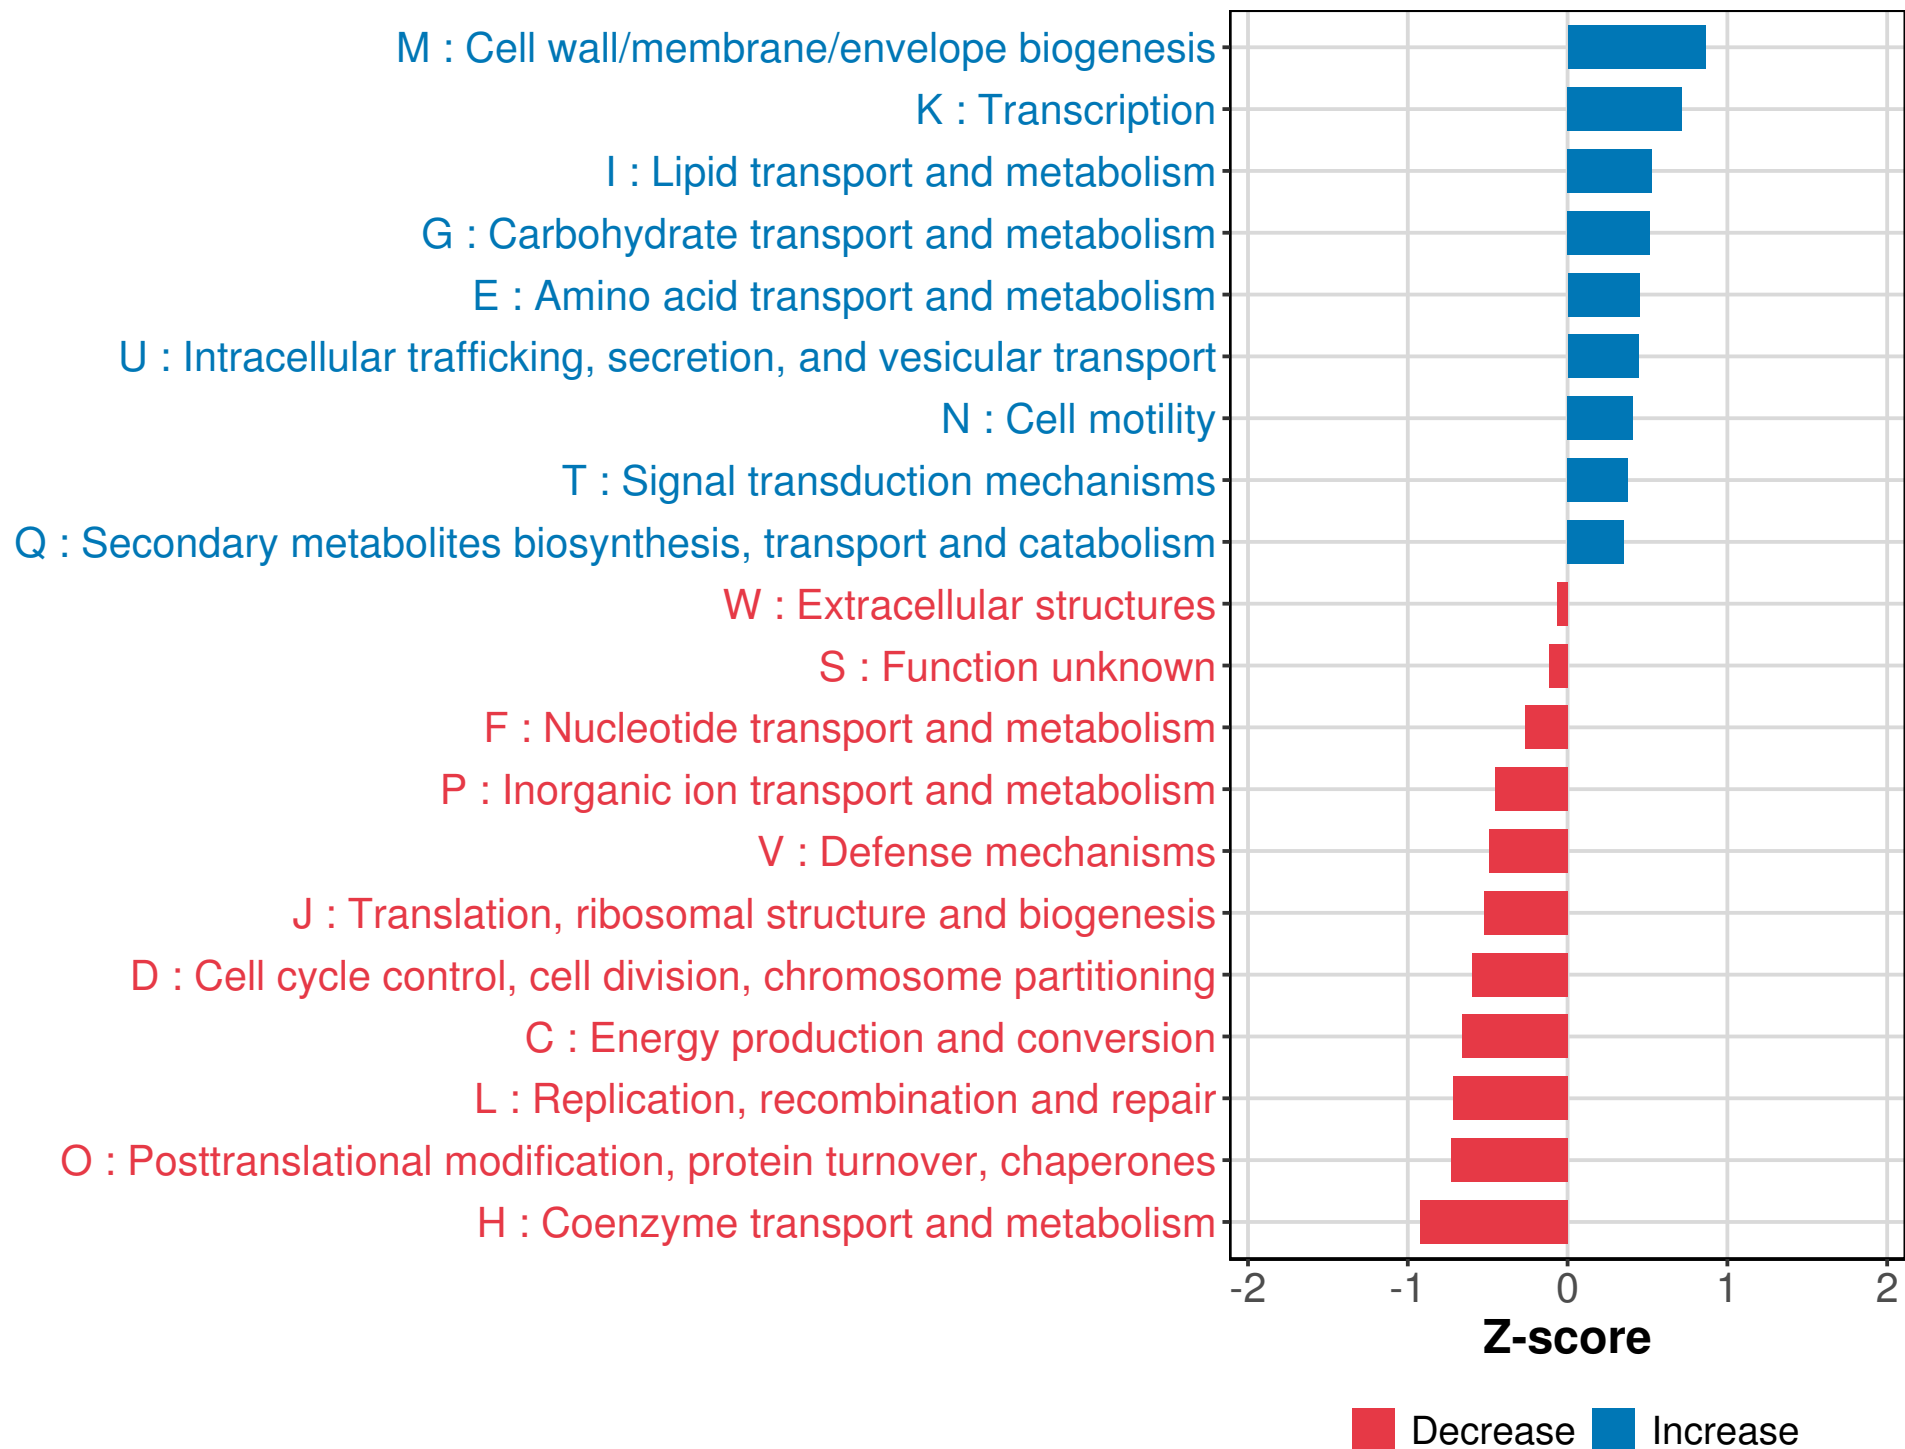 M : Cell wall/membrane/envelope biogenesis
K : Transcription
I : Lipid transport and metabolism
G : Carbohydrate transport and metabolism
E : Amino acid transport and metabolism
U : Intracellular trafficking, secretion, and vesicular transport
N : Cell motility
T : Signal transduction mechanisms
Q : Secondary metabolites biosynthesis, transport and catabolism
W : Extracellular structures
S : Function unknown
F : Nucleotide transport and metabolism
P : Inorganic ion transport and metabolism
V : Defense mechanisms
J : Translation, ribosomal structure and biogenesis
D : Cell cycle control, cell division, chromosome partitioning
C : Energy production and conversion
L : Replication, recombination and repair
O : Posttranslational modification, protein turnover, chaperones
H : Coenzyme transport and metabolism
-2 -1 0 1 2
Z-score
Decrease Increase